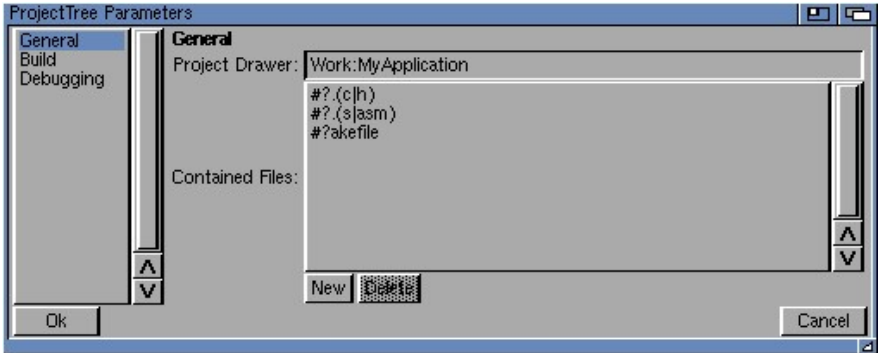 ProjectTree Parameters
General
Build
Debugging
General
Project Drawer: Work:MyApplication
Contained Files:
#?.(c|h)
#?.(s|asm)
#?akefile
New Delete
Ok Cancel